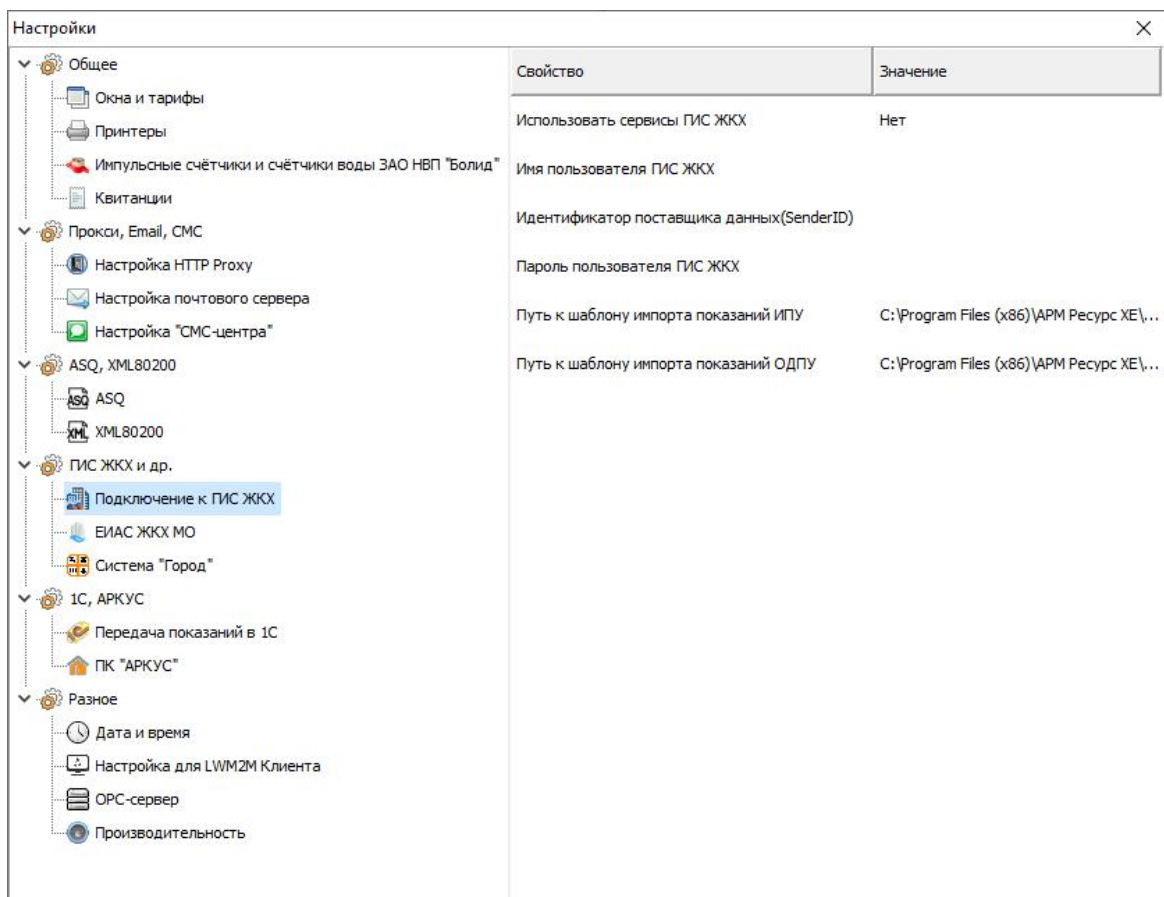 Настройки
Общее
Окна и тарифы
Принтеры
Импульсные счётчики и счётчики воды ЗАО НВП "Болид"
Квитанции
Прокси, Email, СМС
Настройка HTTP Proxy
Настройка почтового сервера
Настройка "СМС-центра"
ASQ, XML80200
ASQ
ASQ
XML
XML80200
ГИС ЖКХ и др.
Подключение к ГИС ЖКХ
ЕИАС ЖКХ МО
Система "Город"
1С, АРКУС
Передача показаний в 1С
ПК "АРКУС"
Разное
Дата и время
Настройка для LWM2M Клиента
OPC-сервер
Производительность
Свойство Значение
Использовать сервисы ГИС ЖКХ Нет
Имя пользователя ГИС ЖКХ
Идентификатор поставщика данных(SenderID)
Пароль пользователя ГИС ЖКХ
Путь к шаблону импорта показаний ИПУ C:\Program Files (x86)\АРМ Ресурс XE\...
Путь к шаблону импорта показаний ОДПУ C:\Program Files (x86)\АРМ Ресурс XE\...